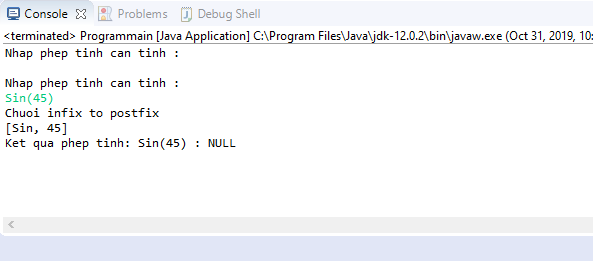 Console Problems Debug Shell
<terminated> Programmain [Java Application] C:\Program Files\Java\jdk-12.0.2\bin\javaw.exe (Oct 31, 2019, 10:
Nhap phep tinh can tinh :
Nhap phep tinh can tinh :
Sin(45)
Chuoi infix to postfix
[Sin, 45]
Ket qua phep tinh: Sin(45) : NULL